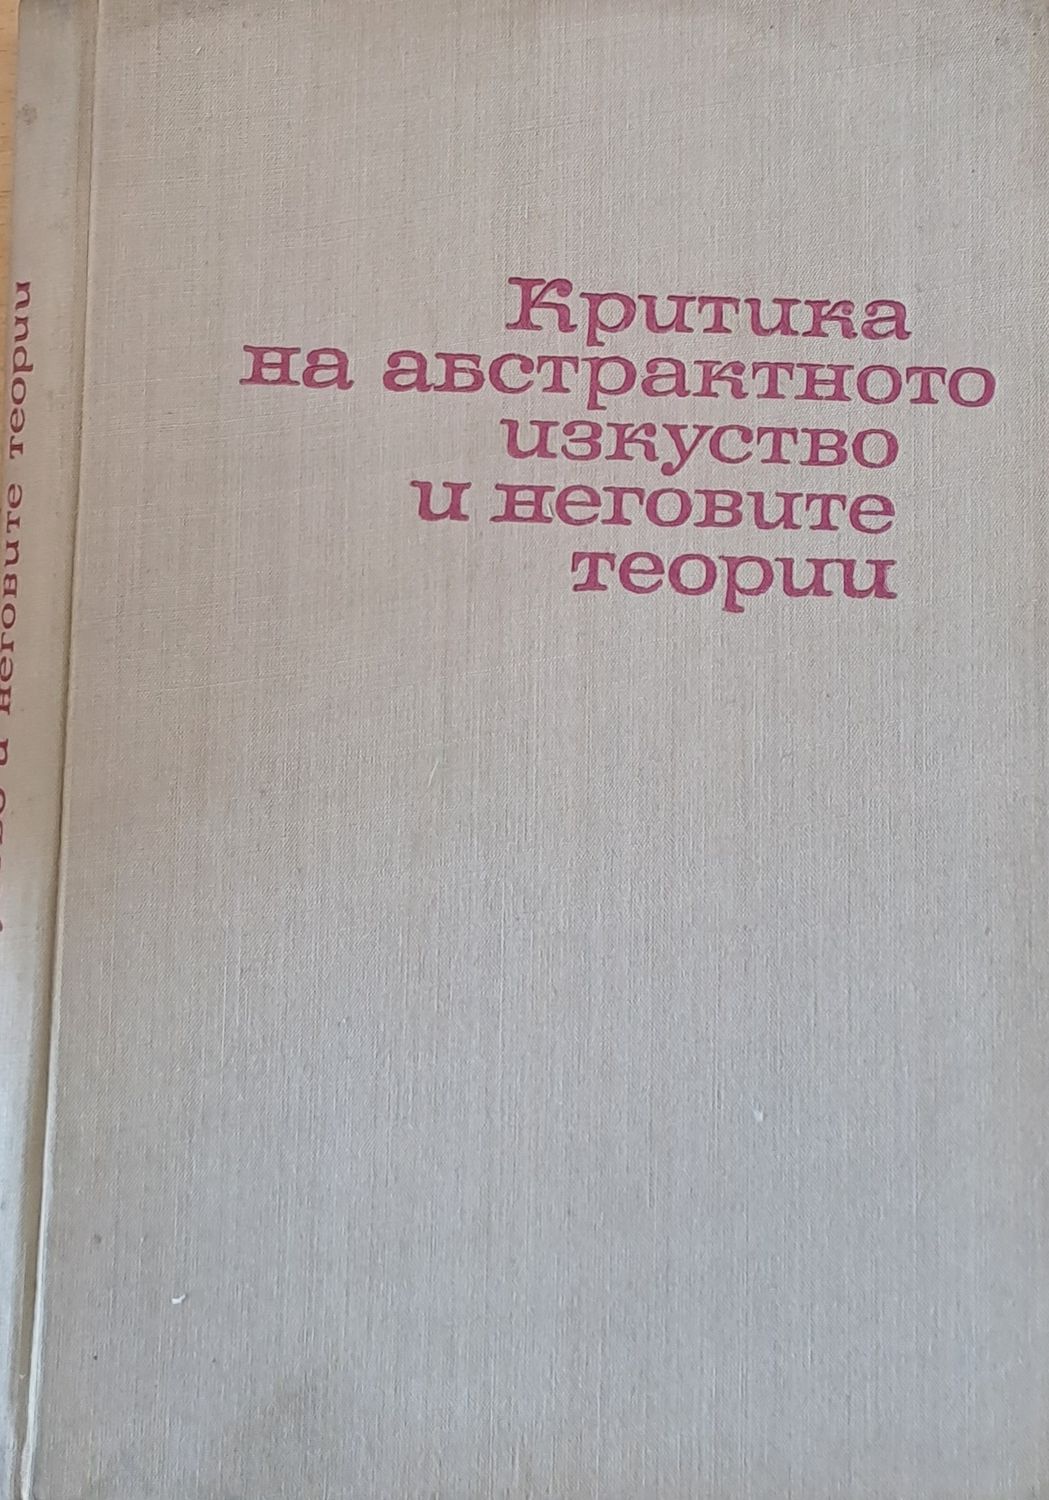 Критика
на абстрактното
изкуство
и неговите
теории
и неговите теории